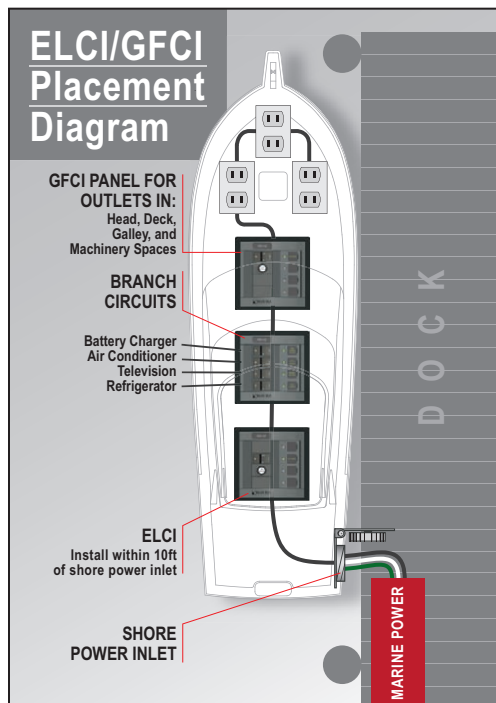 ELCI/GFCI
Placement
Diagram
GFCI PANEL FOR
OUTLETS IN:
Head, Deck,
Galley, and
Machinery Spaces
BRANCH
CIRCUITS
Battery Charger
Air Conditioner
Television
Refrigerator
ELCI
Install within 10ft
of shore power inlet
SHORE
POWER INLET
DOCK
MARINE POWER